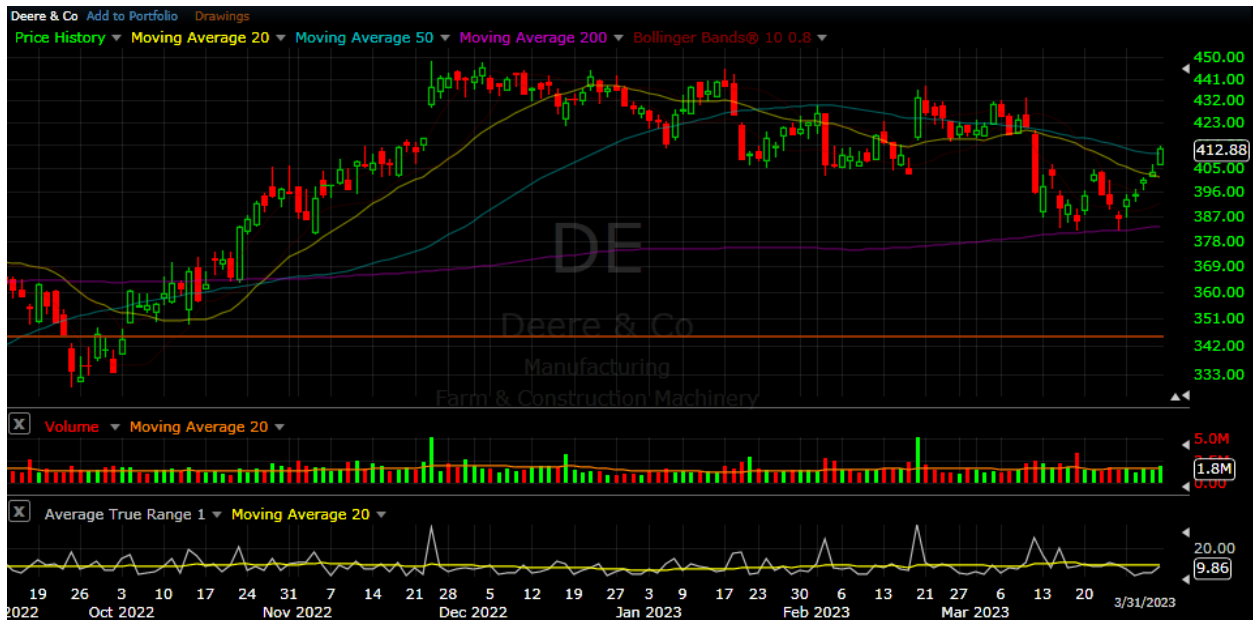 Deere & Co Add to Portfolio Drawings
Price History Moving Average 20 Moving Average 50 Moving Average 200 Bollinger Bands® 10 0.8
450.00
441.00
432.00
423.00
412.88
405.00
396.00
387.00
378.00
369.00
360.00
351.00
342.00
333.00
DE
Deere & Co
Manufacturing
Farm & Construction Machinery
X Volume Moving Average 20
5.0M
1.8M
0.00
X Average True Range 1 Moving Average 20
20.00
9.86
19 26 3 10 17 24 31 7 14 21 28 5 12 19 27 3 9 17 23 30 6 13 21 27 6 13 20 3/31/2023
2022 Oct 2022 Nov 2022 Dec 2022 Jan 2023 Feb 2023 Mar 2023